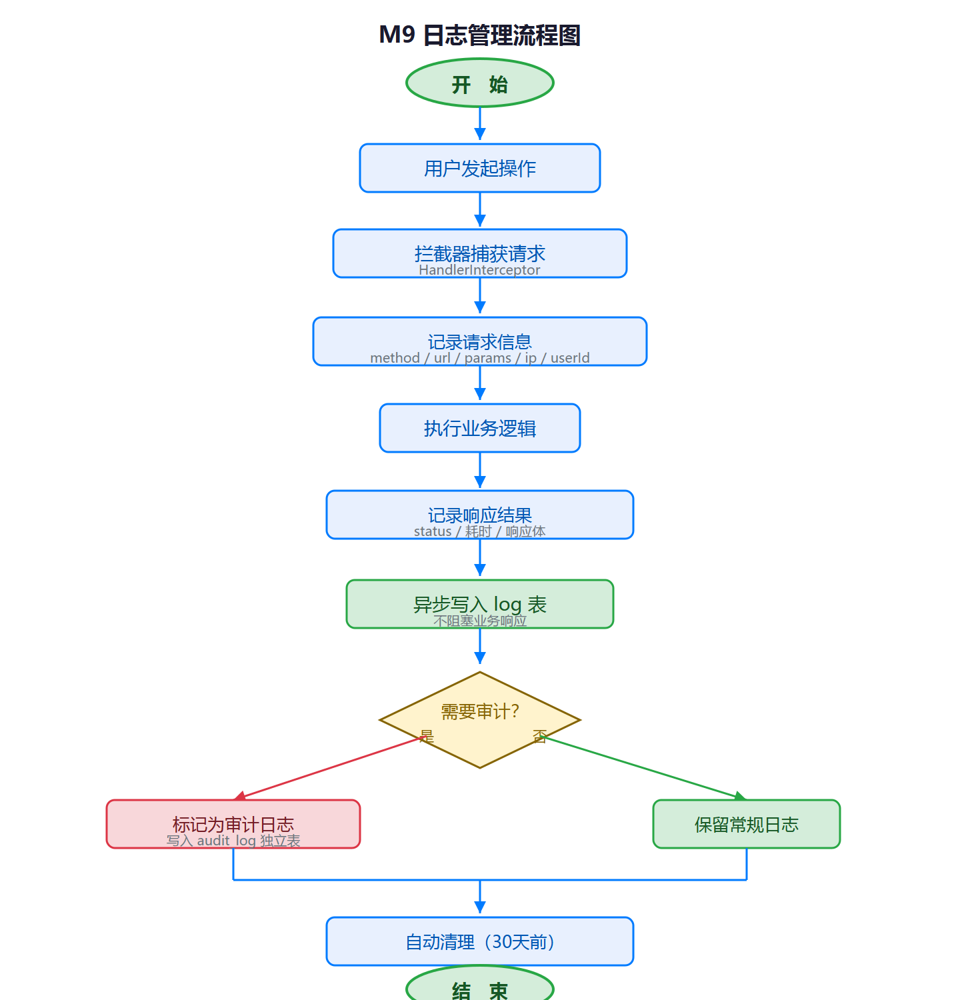 M9 日志管理流程图
开 始
用户发起操作
拦截器捕获请求
HandlerInterceptor
记录请求信息
method / url / params / ip / userId
执行业务逻辑
记录响应结果
status / 耗时 / 响应体
异步写入 log 表
不阻塞业务响应
需要审计？
是 否
标记为审计日志
写入 audit_log 独立表
保留常规日志
自动清理（30天前）
结 束